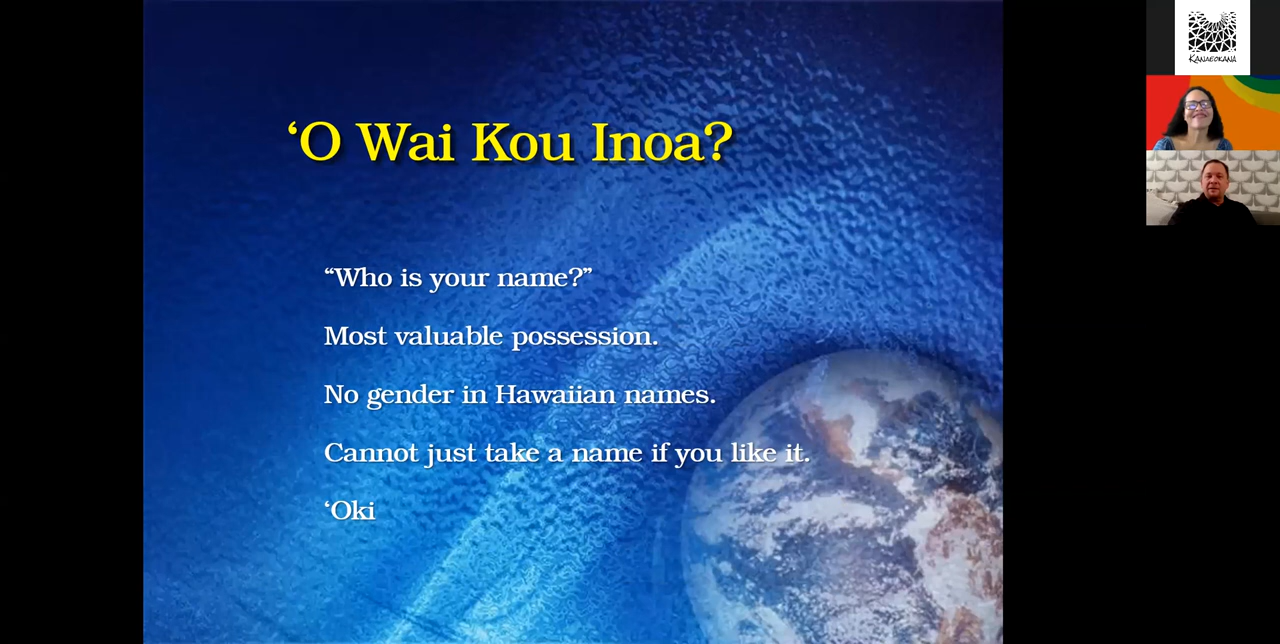 ‘O Wai Kou Inoa?
“Who is your name?”
Most valuable possession.
No gender in Hawaiian names.
Cannot just take a name if you like it.
‘Oki
KANAEOKANA